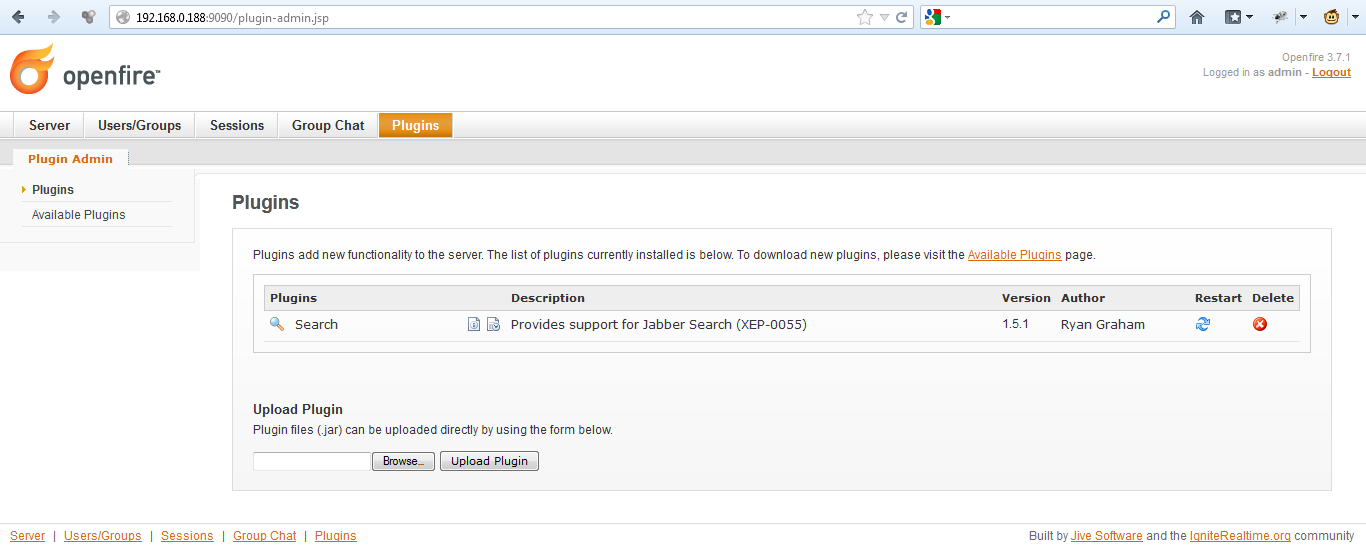 192.168.0.188:9090/plugin-admin.jsp
openfire™
Openfire 3.7.1
Logged in as admin - Logout
Server Users/Groups Sessions Group Chat Plugins
Plugin Admin
Plugins
Available Plugins
Plugins
Plugins add new functionality to the server. The list of plugins currently installed is below. To download new plugins, please visit the Available Plugins page.
Plugins Description Version Author Restart Delete
Search Provides support for Jabber Search (XEP-0055) 1.5.1 Ryan Graham
Upload Plugin
Plugin files (.jar) can be uploaded directly by using the form below.
Browse... Upload Plugin
Server | Users/Groups | Sessions | Group Chat | Plugins
Built by Jive Software and the IgniteRealtime.org community